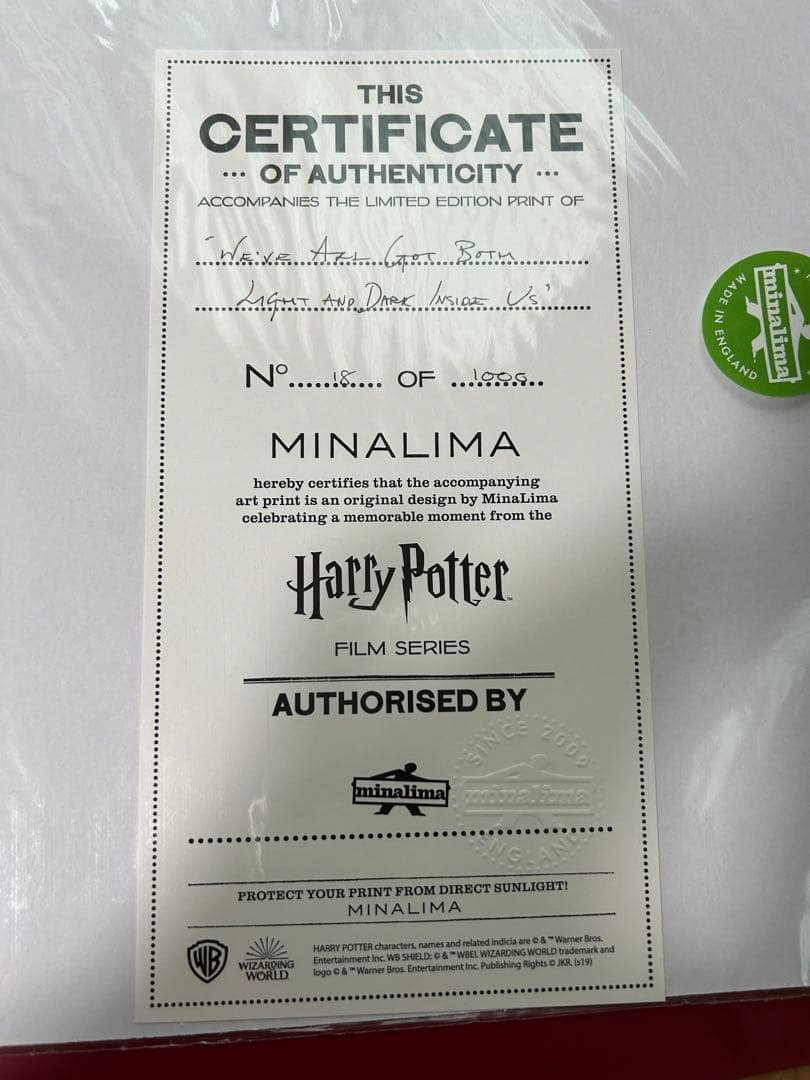 THIS
CERTIFICATE
... OF AUTHENTICITY ...
ACCOMPANIES THE LIMITED EDITION PRINT OF
"WE'VE ALL GOT BOTH
LIGHT AND DARK INSIDE US"
Nº......18..... OF ...1000...
MINALIMA
hereby certifies that the accompanying
art print is an original design by MinaLima
celebrating a memorable moment from the
Harry Potter™
FILM SERIES
AUTHORISED BY
minalima
SINCE 2009
minalima
ENGLAND
PROTECT YOUR PRINT FROM DIRECT SUNLIGHT!
MINALIMA
WB
WIZARDING
WORLD
HARRY POTTER characters, names and related indicia are © & ™ Warner Bros.
Entertainment Inc. WB SHIELD: © & ™ WBEI. WIZARDING WORLD trademark and
logo © & ™ Warner Bros. Entertainment Inc. Publishing Rights © JKR. (s19)
minalima
MADE IN ENGLAND